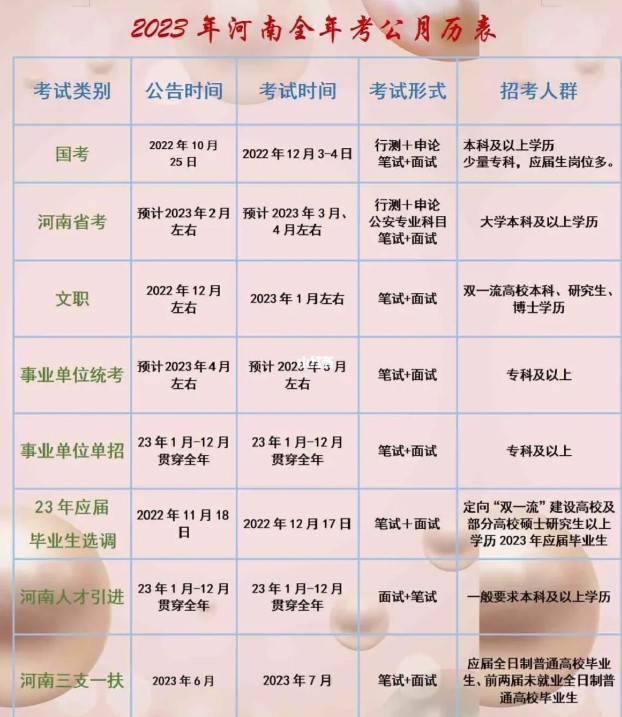 2023年河南全年考公月历表
考试类别 公告时间 考试时间 考试形式 招考人群
国考
2022年10月
25日
2022年12月3-4日
行测＋申论
笔试+面试
本科及以上学历
少量专科，应届生岗位多。
河南省考
预计2023年2月
左右
预计2023年3月、
4月左右
行测＋申论
公安专业科目
笔试+面试
大学本科及以上学历
文职
2022年12月
左右
2023年1月左右
笔试+面试
双一流高校本科、研究生、
博士学历
事业单位统考
预计2023年4月
左右
预计2023年5月
左右
笔试+面试
专科及以上
事业单位单招
23年1月-12月
贯穿全年
23年1月-12月
贯穿全年
笔试+面试
专科及以上
23年应届
毕业生选调
2022年11月18
日
2022年12月17日
笔试＋面试
定向“双一流”建设高校及
部分高校硕士研究生以上
学历2023年应届毕业生
河南人才引进
23年1月-12月
贯穿全年
23年1月-12月
贯穿全年
面试+笔试
一般要求本科及以上学历
河南三支一扶
2023年6月
2023年7月
笔试+面试
应届全日制普通高校毕业
生、前两届未就业全日制普
通高校毕业生